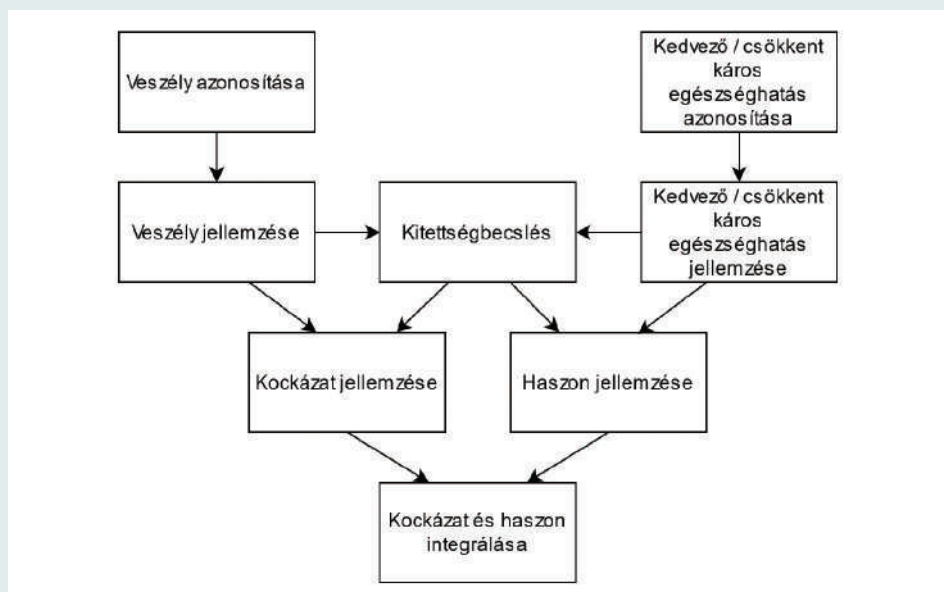 Veszély azonosítása
Kedvező / csökkent
káros
egészséghatás
azonosítása
Veszély jellemzése
Kitettségbecslés
Kedvező / csökkent
káros
egészséghatás
jellemzése
Kockázat jellemzése
Haszon jellemzése
Kockázat és haszon
integrálása